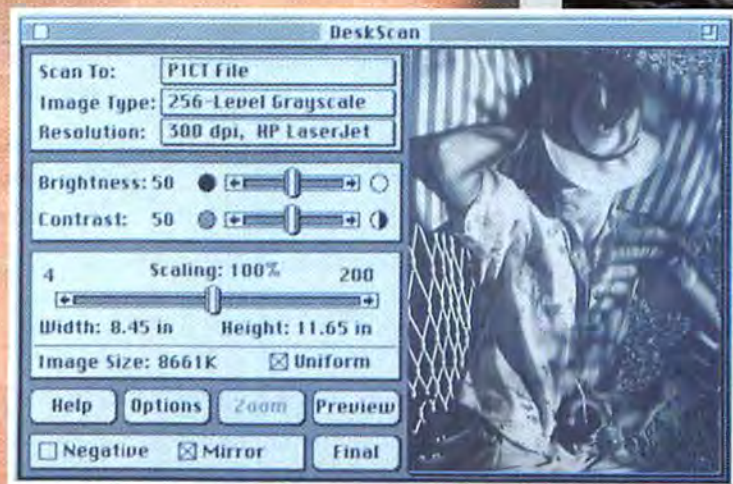 DeskScan
Scan To: PICT File
Image Type: 256-Level Grayscale
Resolution: 300 dpi, HP LaserJet
Brightness: 50
Contrast: 50
Scaling: 100%
4 200
Width: 8.45 in Height: 11.65 in
Image Size: 8661K Uniform
Help Options Zoom Preview
Negative Mirror Final